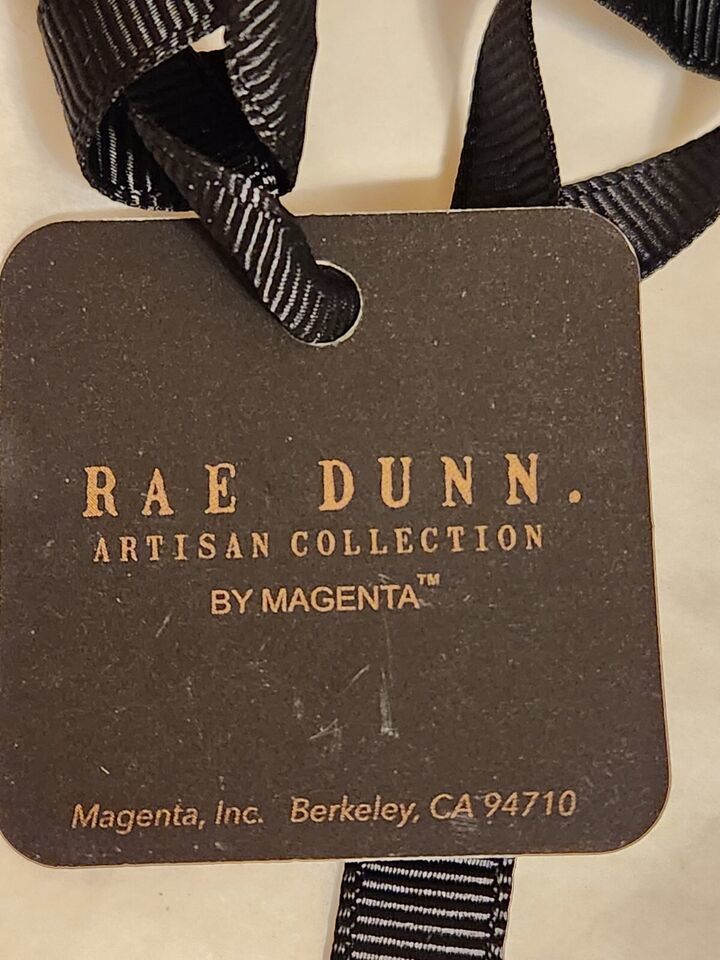 RAE DUNN.
ARTISAN COLLECTION
BY MAGENTA™
Magenta, Inc. Berkeley, CA 94710